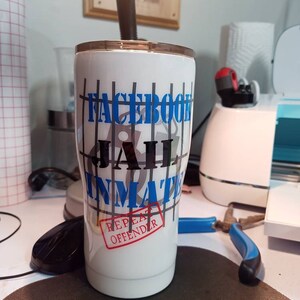 FACEBOOK
JAIL
INMATE
REPEAT
OFFENDER